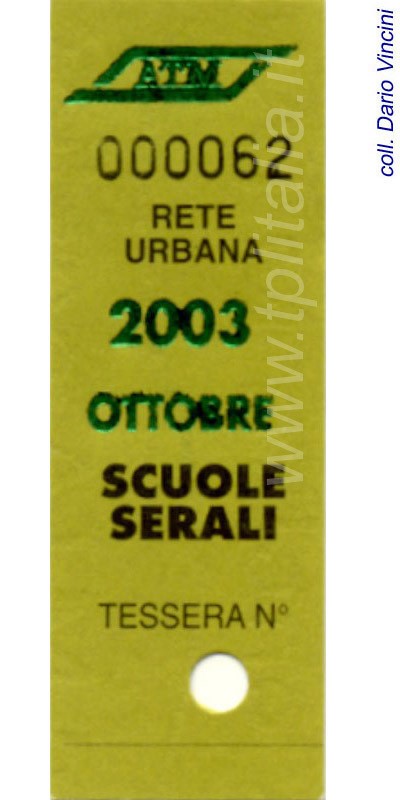 ATM
000062
RETE
URBANA
2003
OTTOBRE
SCUOLE
SERALI
TESSERA N°
www.tplitalia.it
coll. Dario Vincini